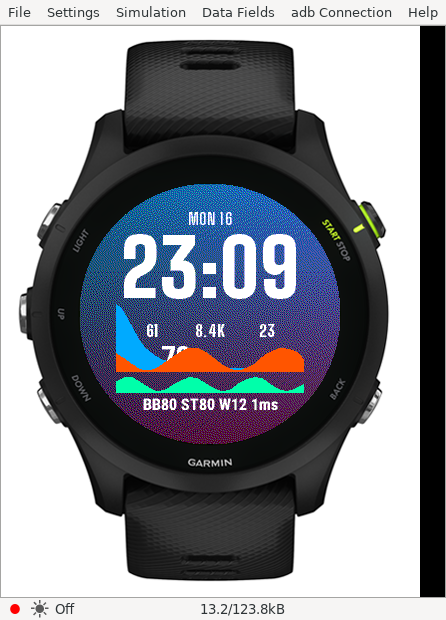 File Settings Simulation Data Fields adb Connection Help
MON 16
23:09
START STOP
LIGHT
61 8.4K 23
UP
DOWN
BACK
BB80 ST80 W12 1ms
GARMIN
Off 13.2/123.8kB